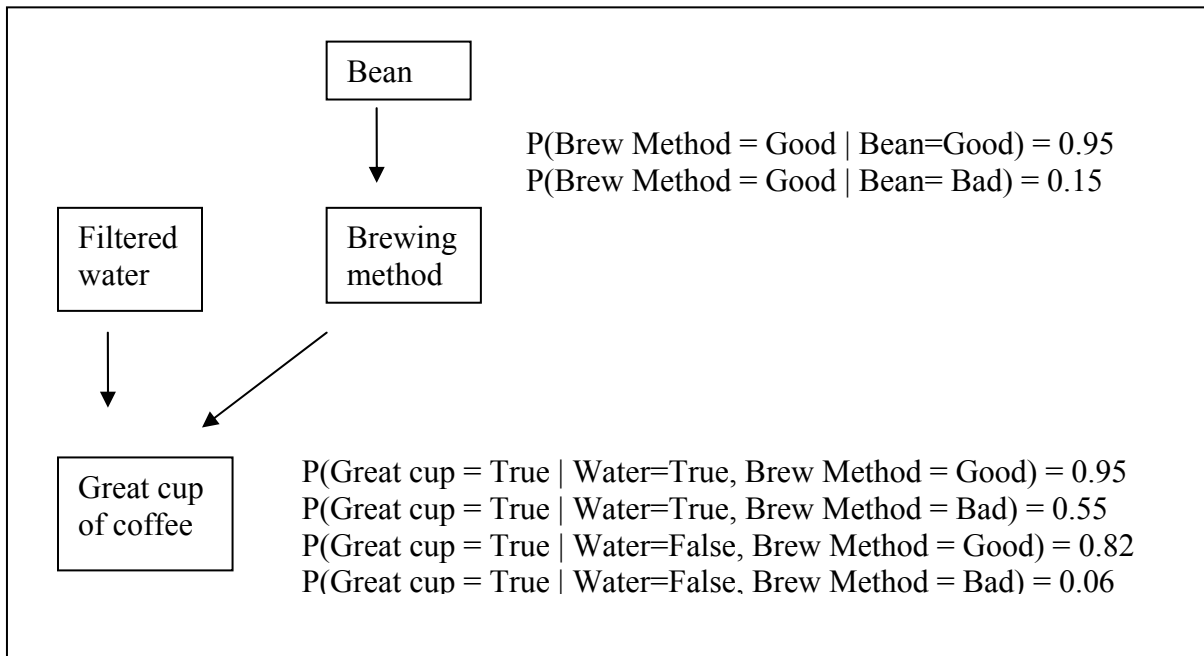 Bean
P(Brew Method = Good | Bean=Good) = 0.95
P(Brew Method = Good | Bean= Bad) = 0.15
Filtered
water
Brewing
method
Great cup
of coffee
P(Great cup = True | Water=True, Brew Method = Good) = 0.95
P(Great cup = True | Water=True, Brew Method = Bad) = 0.55
P(Great cup = True | Water=False, Brew Method = Good) = 0.82
P(Great cup = True | Water=False, Brew Method = Bad) = 0.06